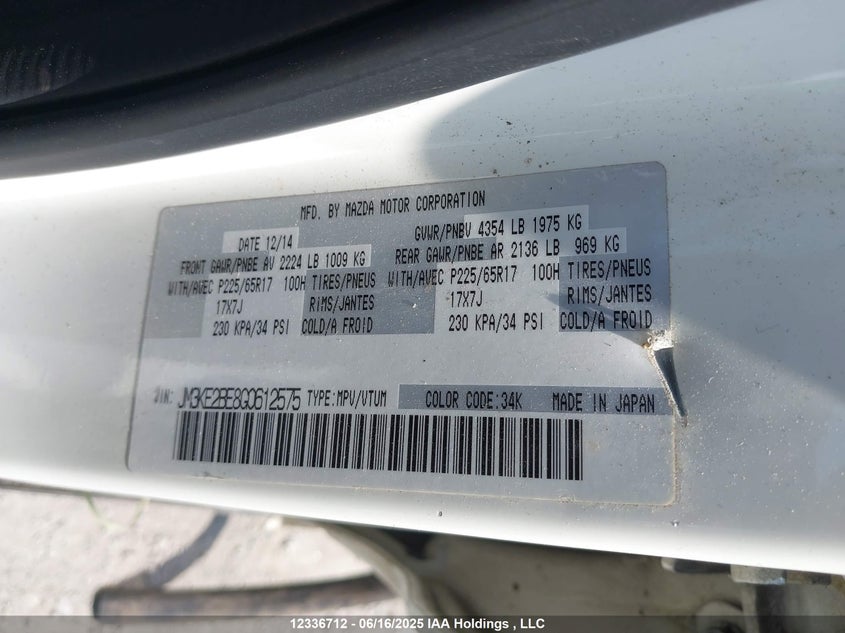 MFD. BY MAZDA MOTOR CORPORATION
DATE 12/14 GVWR/PNBV 4354 LB 1975 KG
FRONT GAWR/PNBE AV 2224 LB 1009 KG REAR GAWR/PNBE AR 2136 LB 969 KG
WITH/AVEC P225/65R17 100H TIRES/PNEUS WITH/AVEC P225/65R17 100H TIRES/PNEUS
17X7J RIMS/JANTES 17X7J RIMS/JANTES
230 KPA/34 PSI COLD/A FROID 230 KPA/34 PSI COLD/A FROID
VIN: JM3KE2BE8G0612575 TYPE:MPV/VTUM COLOR CODE:34K MADE IN JAPAN
12336712 - 06/16/2025 IAA Holdings , LLC